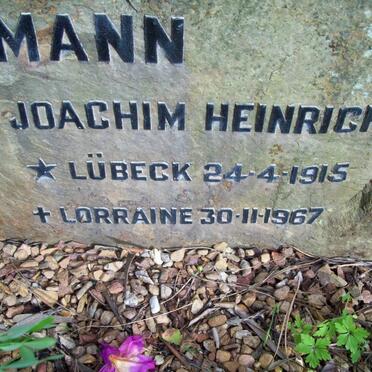 MANN
JOACHIM HEINRICH
* LÜBECK 24-4-1915
✝ LORRAINE 30-11-1967